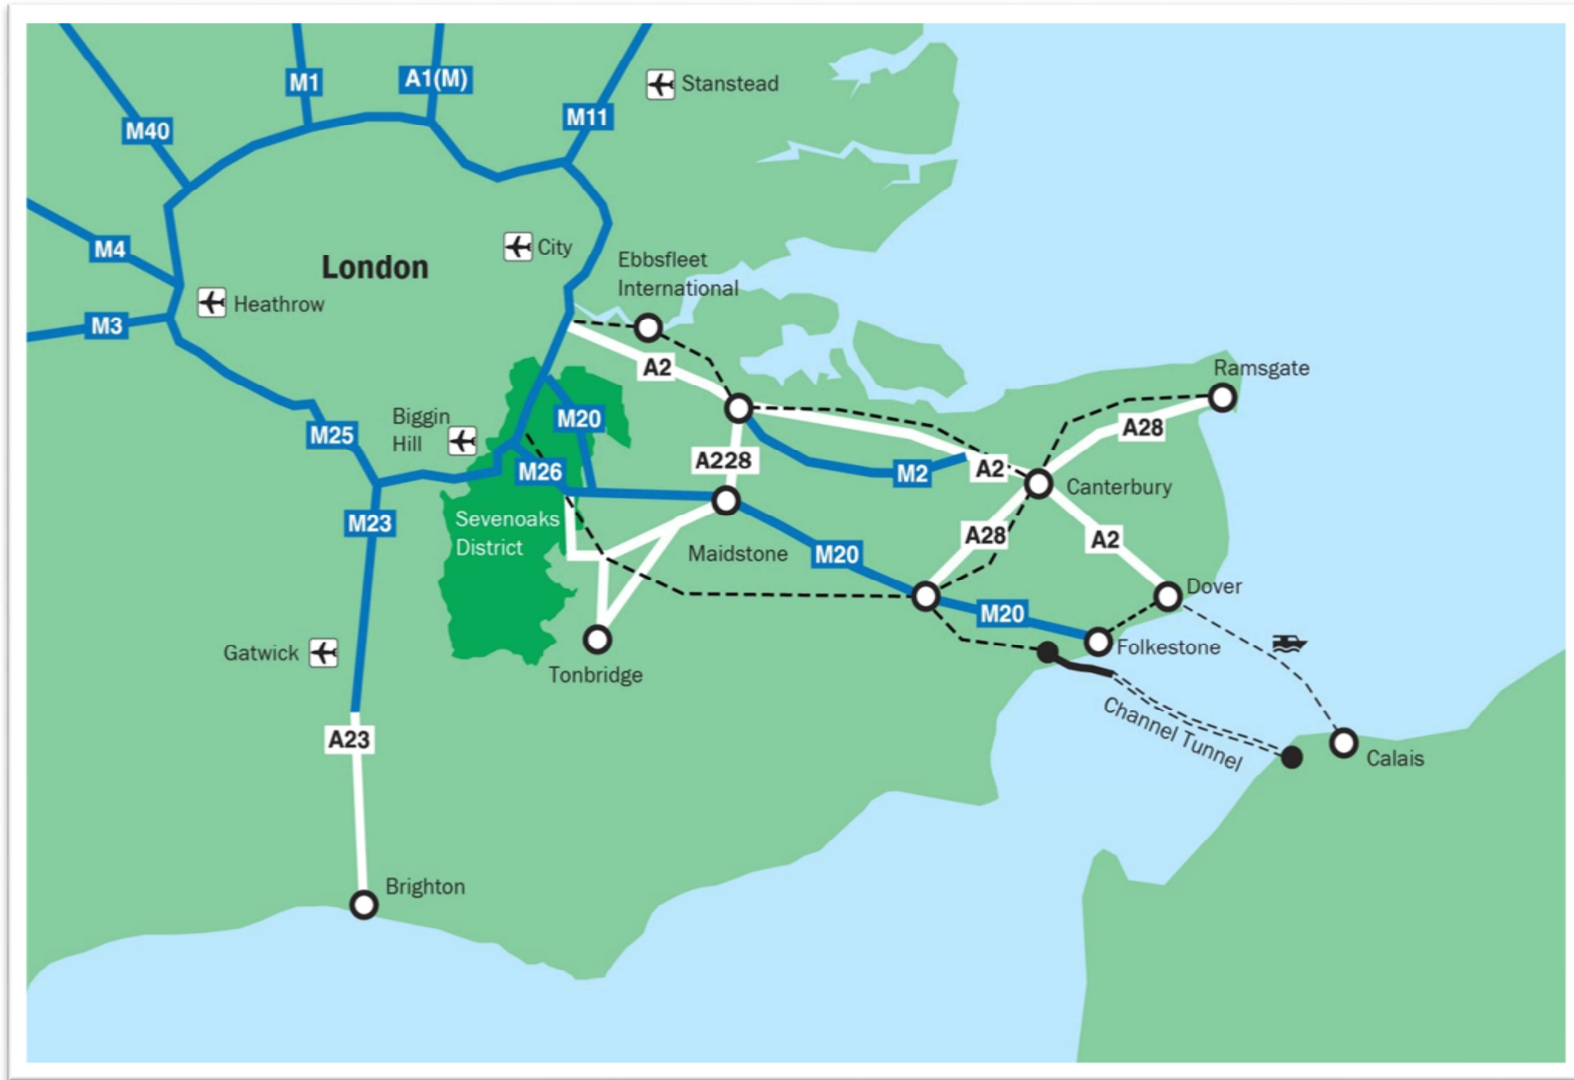 M1
A1(M)
Stanstead
M11
M40
City
M4
Ebbsfleet
International
London
Heathrow
M3
A2
Ramsgate
Biggin
Hill
M20
A28
M25
A228
M26
M2
A2
Canterbury
M23
Sevenoaks
District
A28
A2
Maidstone
M20
Dover
M20
Gatwick
Folkestone
Tonbridge
Channel Tunnel
A23
Calais
Brighton